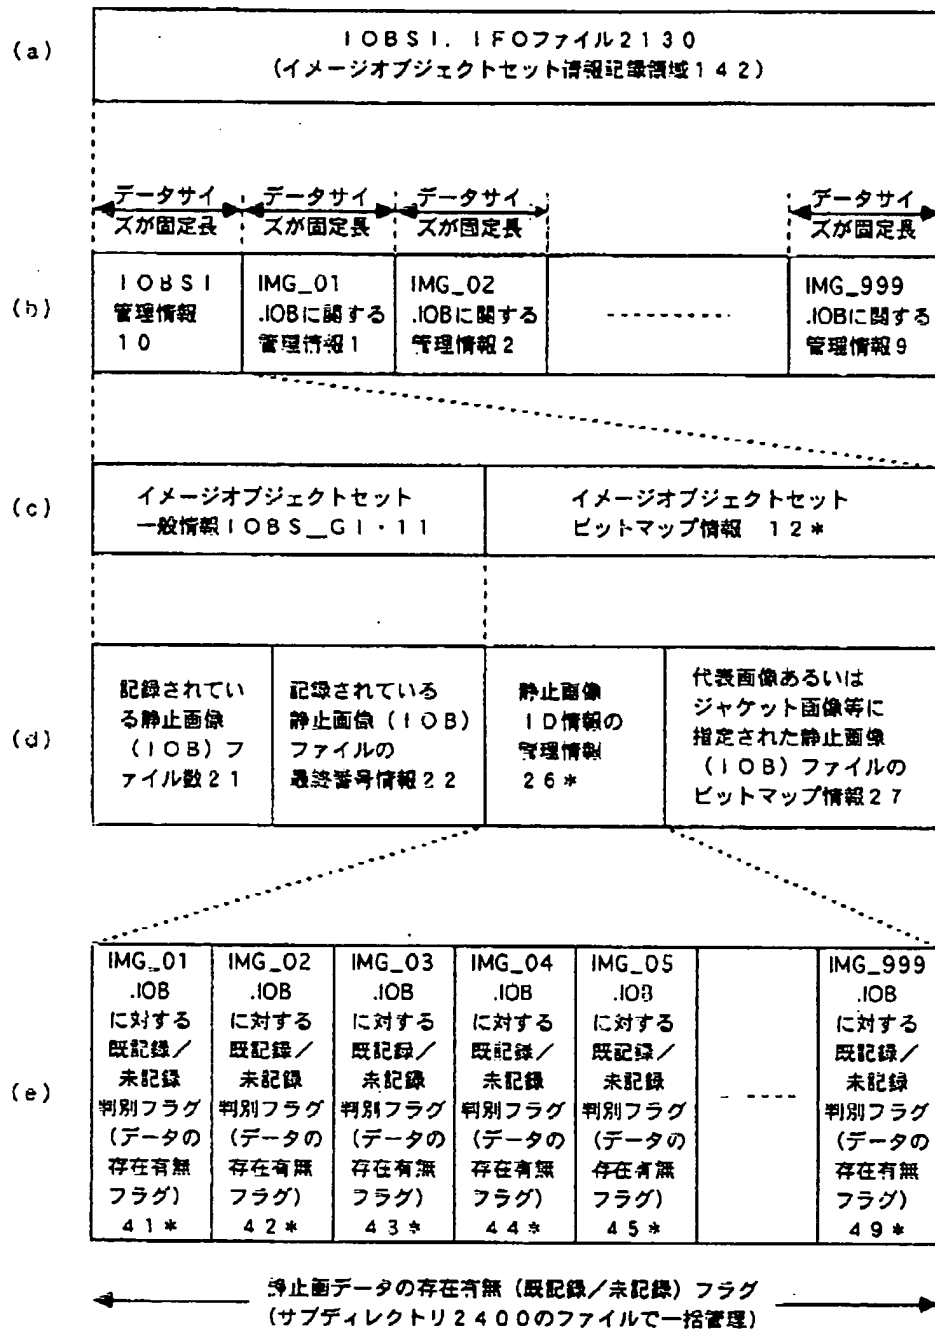 (a)
IOBSI. IFOファイル2130
(イメージオブジェクトセット情報記録領域142)
データサイ
ズが固定長
データサイ
ズが固定長
データサイ
ズが固定長
データサイ
ズが固定長
(b)
IOBSI
管理情報
10
IMG_01
.IOBに関する
管理情報1
IMG_02
.IOBに関する
管理情報2
IMG_999
.IOBに関する
管理情報9
(c)
イメージオブジェクトセット
一般情報IOBS__GI・11
イメージオブジェクトセット
ビットマップ情報 12*
(d)
記録されてい
る静止画像
(IOB)フ
ァイル数21
記録されている
静止画像(IOB)
ファイルの
最終番号情報22
静止画像
ID情報の
管理情報
26*
代表画像あるいは
ジャケット画像等に
指定された静止画像
(IOB)ファイルの
ビットマップ情報27
(e)
IMG_01
.IOB
に対する
既記録/
未記録
判別フラグ
(データの
存在有無
フラグ)
41*
IMG_02
.IOB
に対する
既記録/
未記録
判別フラグ
(データの
存在有無
フラグ)
42*
IMG_03
.IOB
に対する
既記録/
未記録
判別フラグ
(データの
存在有無
フラグ)
43*
IMG_04
.IOB
に対する
既記録/
未記録
判別フラグ
(データの
存在有無
フラグ)
44*
IMG_05
.IOB
に対する
既記録/
未記録
判別フラグ
(データの
存在有無
フラグ)
45*
IMG_999
.IOB
に対する
既記録/
未記録
判別フラグ
(データの
存在有無
フラグ)
49*
静止画データの存在有無(既記録/未記録)フラグ
(サブディレクトリ2400のファイルで一括管理)